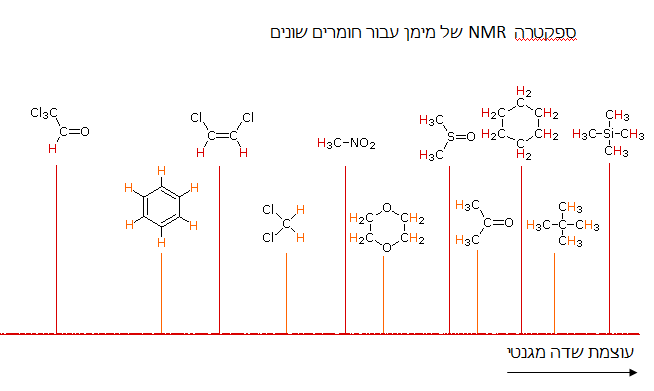 ספקטרה NMR של מימן עבור חומרים שונים
Cl3C
C=O
H
Cl Cl
C=C
H H
H3C-NO2
H3C
S=O
H3C
H2
C
H2C CH2
H2C CH2
C
H2
CH3
H3C-Si-CH3
CH3
H
H H
H H
H
Cl H
C
Cl H
O
H2C CH2
H2C CH2
O
H3C
C=O
H3C
CH3
H3C-C-CH3
CH3
עוצמת שדה מגנטי